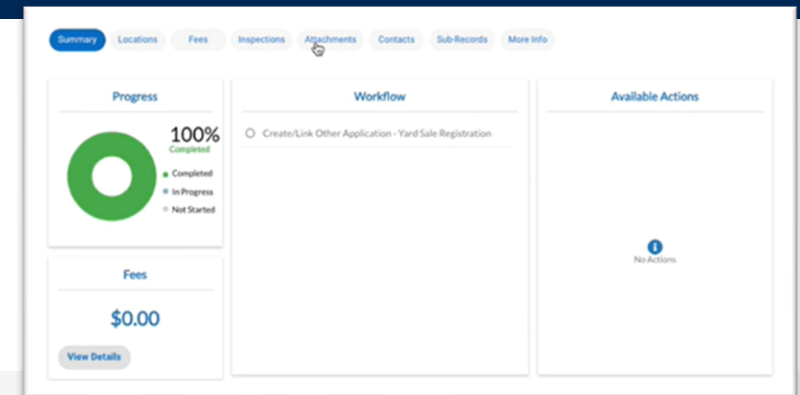 Summary
Locations
Fees
Inspections
Attachments
Contacts
Sub-Records
More Info
Progress
100%
Completed
Completed
In Progress
Not Started
Fees
$0.00
View Details
Workflow
Create/Link Other Application - Yard Sale Registration
Available Actions
No Actions